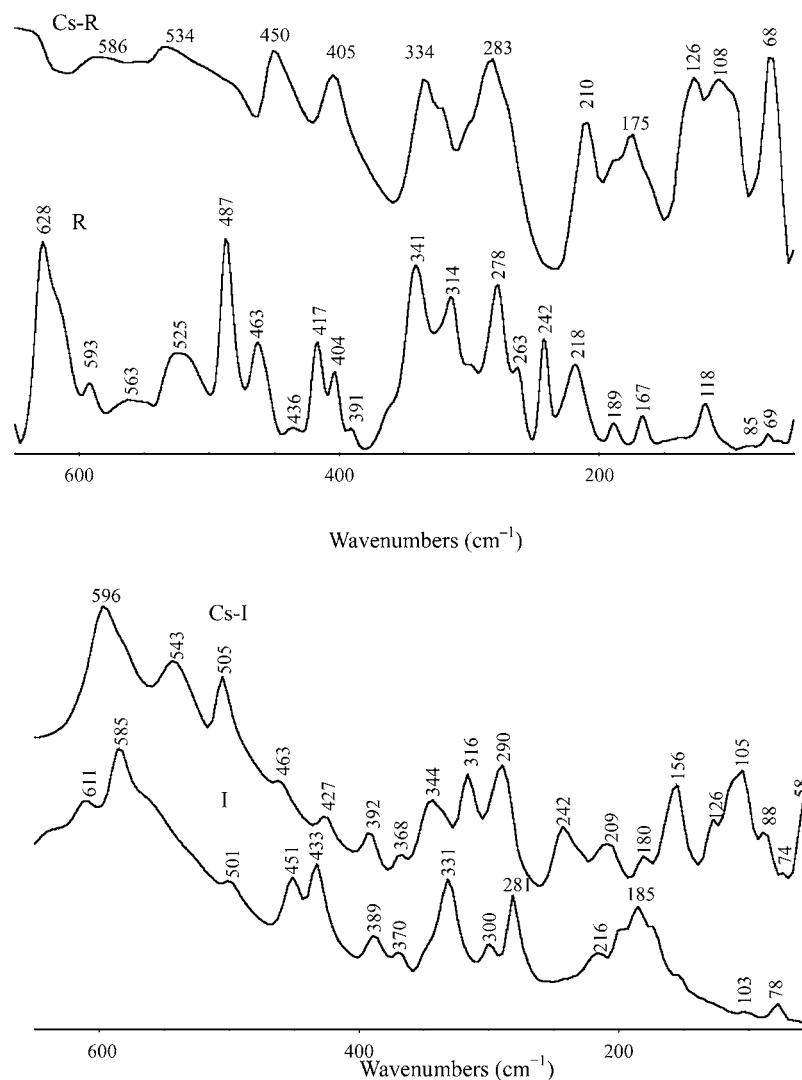 Cs-R
586 534 450 405 334 283 210 175 126 108 68
R
628 593 563 525 487 463 436 417 404 391 341 314 278 263 242 218 189 167 118 85 69
600 400 200
Wavenumbers (cm⁻¹)
Cs-I
596 543 505 463 427 392 368 344 316 290 242 209 180 156 126 105 88 74 58
I
611 585 501 451 433 389 370 331 300 281 216 185 103 78
600 400 200
Wavenumbers (cm⁻¹)